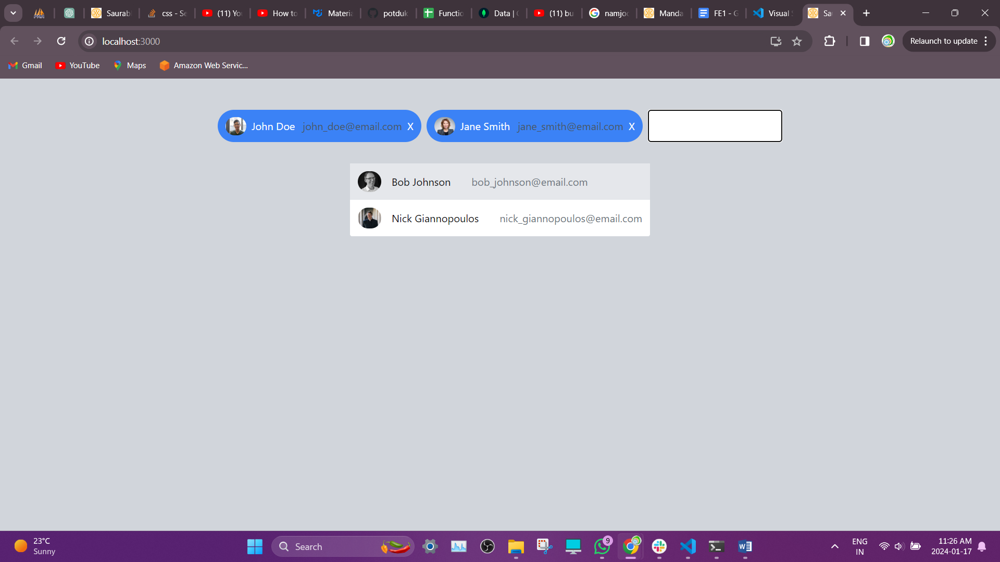 Saurab
css - Se
(11) Yo
How to
Materia
potduk
Functio
Data | 
(11) bu
namjoo
Manda
FE1 - G
Visual S
Sa
localhost:3000
Relaunch to update
Gmail YouTube Maps Amazon Web Servic...
John Doe john_doe@email.com X Jane Smith jane_smith@email.com X
Bob Johnson bob_johnson@email.com
Nick Giannopoulos nick_giannopoulos@email.com
23°C
Sunny
Search
9
ENG
IN
11:26 AM
2024-01-17